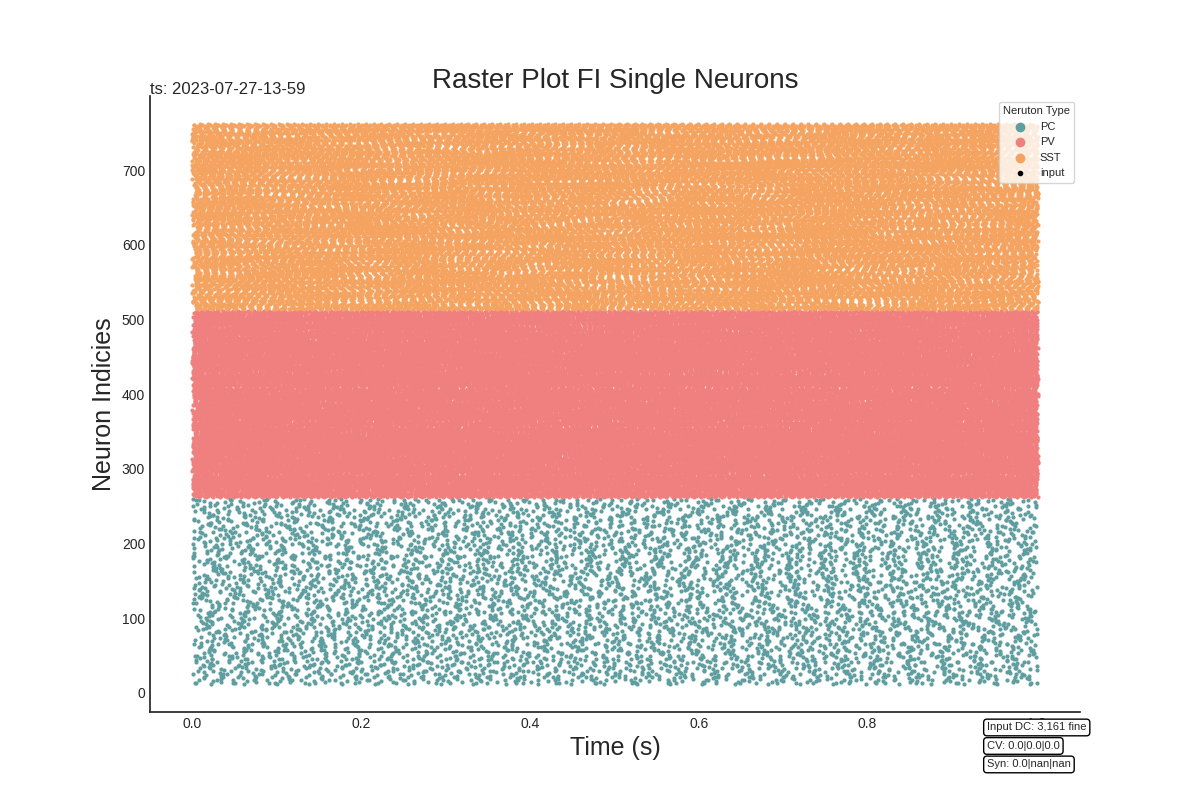 Raster Plot FI Single Neurons
ts: 2023-07-27-13-59
Neruton Type
PC
PV
SST
input
Neuron Indicies
700
600
500
400
300
200
100
0
0.0 0.2 0.4 0.6 0.8
Time (s)
Input DC: 3,161 fine
CV: 0.0|0.0|0.0
Syn: 0.0|nan|nan